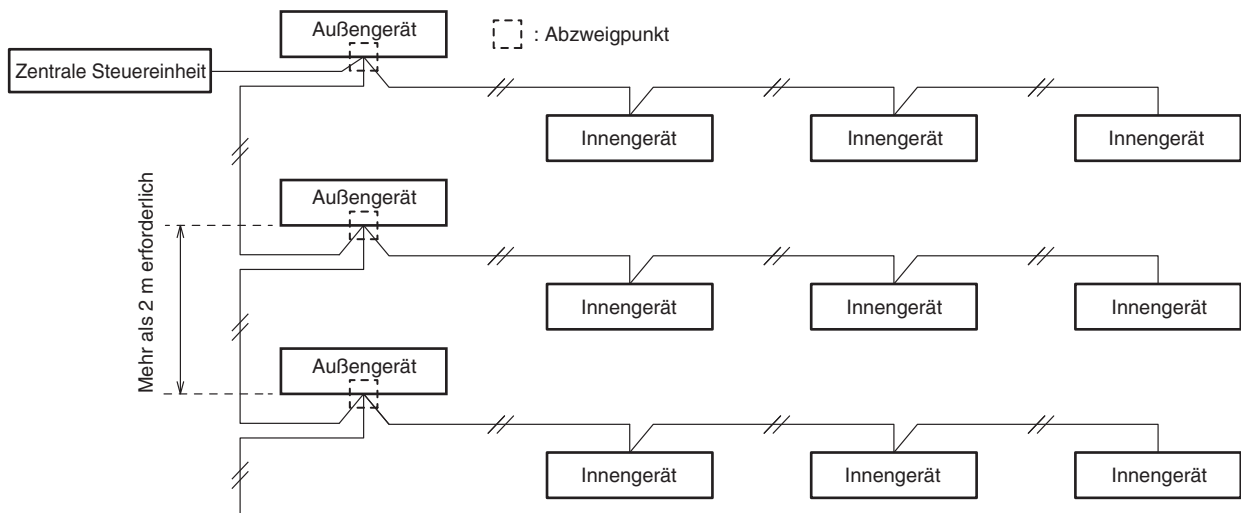 Außengerät
: Abzweigpunkt
Zentrale Steuereinheit
Innengerät
Innengerät
Innengerät
Außengerät
Mehr als 2 m erforderlich
Innengerät
Innengerät
Innengerät
Außengerät
Innengerät
Innengerät
Innengerät